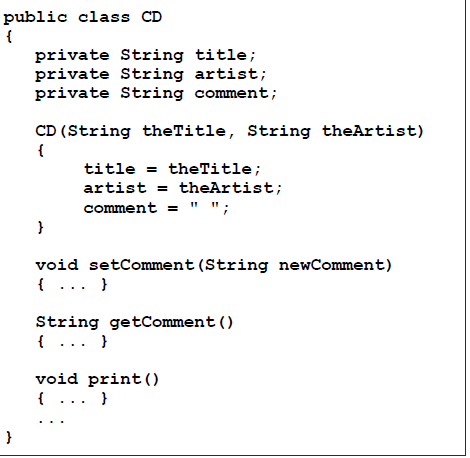 public class CD
{
private String title;
private String artist;
private String comment;
CD(String theTitle, String theArtist)
{
title = theTitle;
artist = theArtist;
comment = " ";
}
void setComment(String newComment)
{ ... }
String getComment()
{ ... }
void print()
{ ... }
...
}